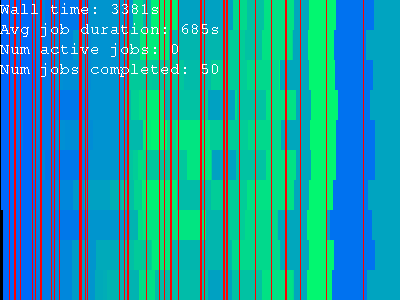 Wall time: 3381s
Avg job duration: 685s
Num active jobs: 0
Num jobs completed: 50